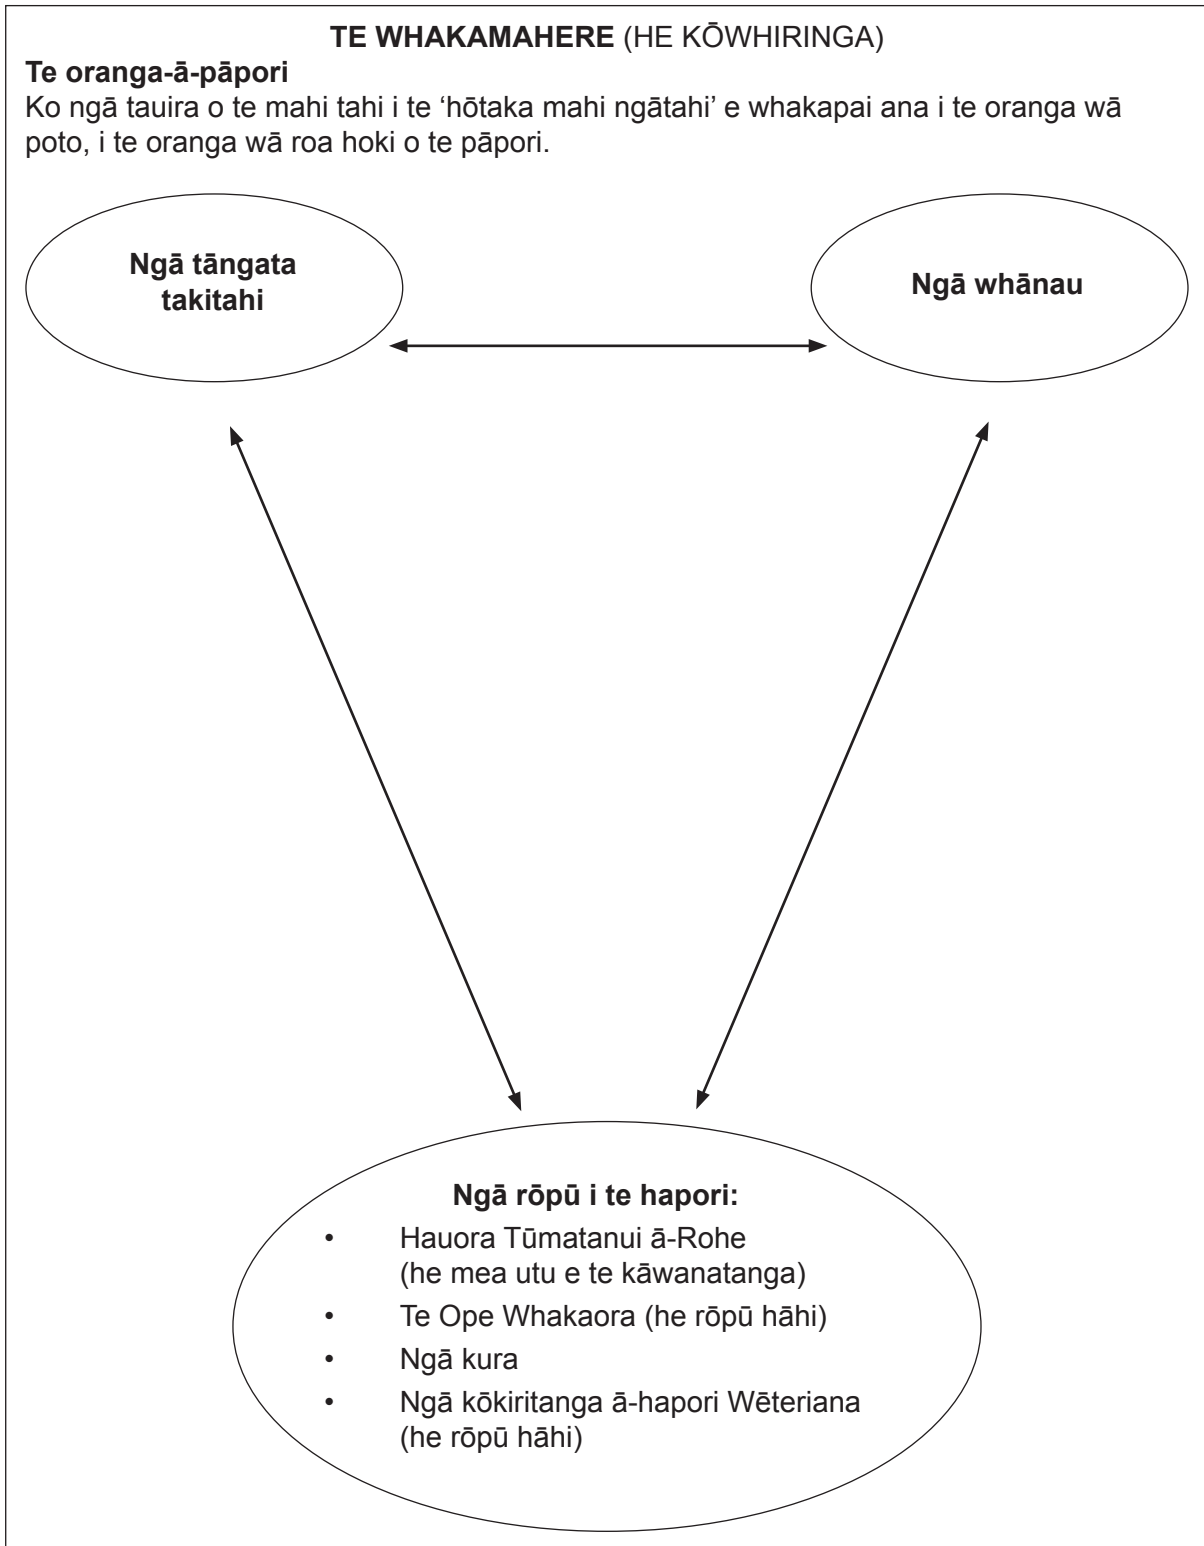 TE WHAKAMAHERE (HE KŌWHIRINGA)
Te oranga-ā-pāpori
Ko ngā tauira o te mahi tahi i te ‘hōtaka mahi ngātahi’ e whakapai ana i te oranga wā
poto, i te oranga wā roa hoki o te pāpori.
Ngā tāngata
takitahi
Ngā whānau
Ngā rōpū i te hapori:
• Hauora Tūmatanui ā-Rohe
(he mea utu e te kāwanatanga)
• Te Ope Whakaora (he rōpū hāhi)
• Ngā kura
• Ngā kōkiritanga ā-hapori Wēteriana
(he rōpū hāhi)